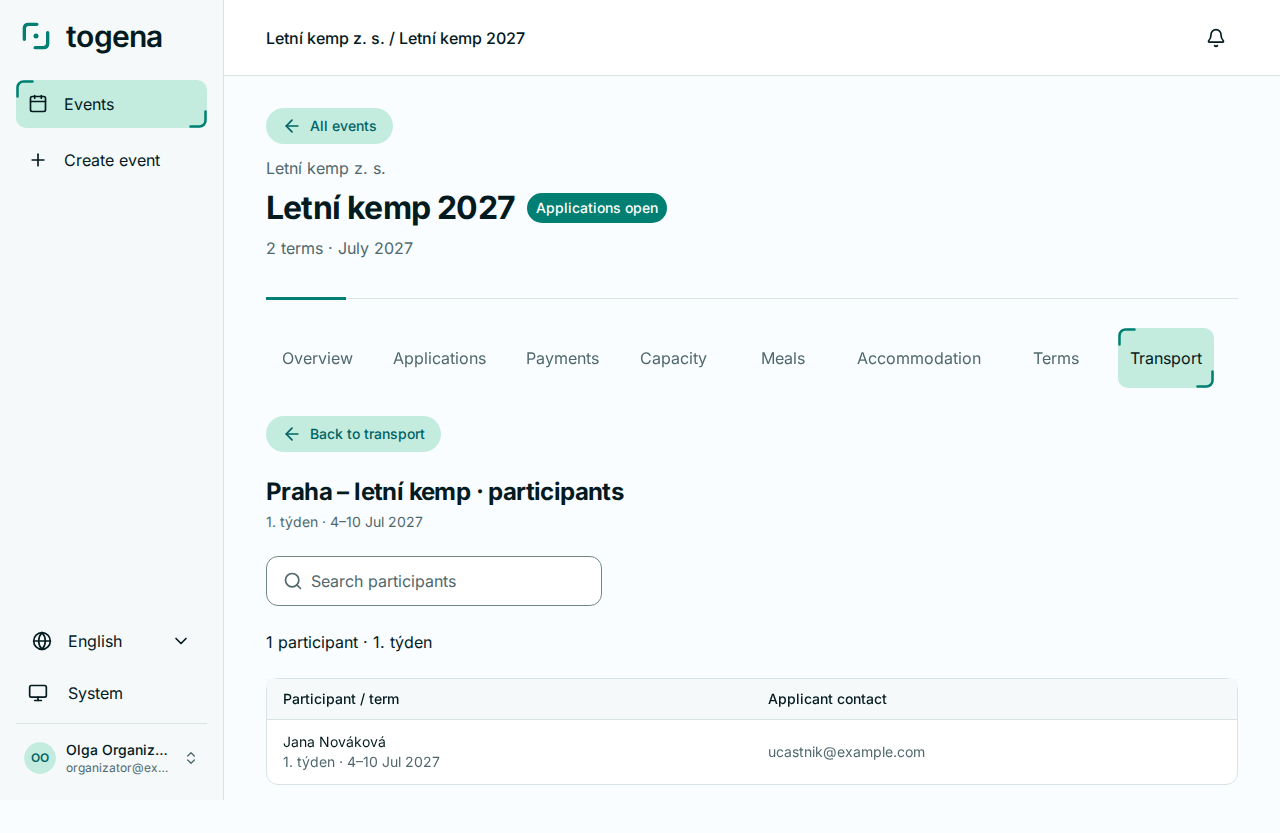 togena
Events
Create event
English
System
OO
Olga Organiz...
organizator@ex...
Letní kemp z. s. / Letní kemp 2027
All events
Letní kemp z. s.
Letní kemp 2027
Applications open
2 terms · July 2027
Overview
Applications
Payments
Capacity
Meals
Accommodation
Terms
Transport
Back to transport
Praha – letní kemp · participants
1. týden · 4–10 Jul 2027
Search participants
1 participant · 1. týden
Participant / term
Applicant contact
Jana Nováková
1. týden · 4–10 Jul 2027
ucastnik@example.com